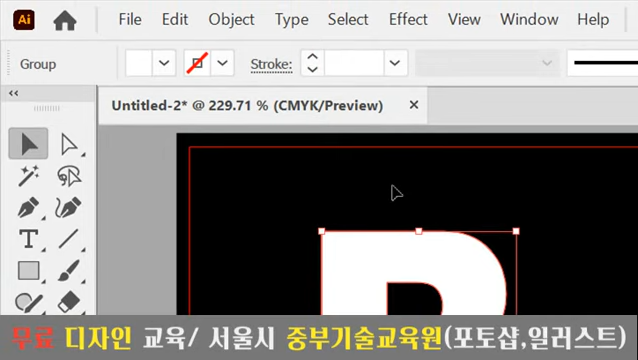 Ai File Edit Object Type Select Effect View Window Help
Group Stroke:
Untitled-2* @ 229.71 % (CMYK/Preview) ×
무료 디자인 교육/ 서울시 중부기술교육원(포토샵,일러스트)